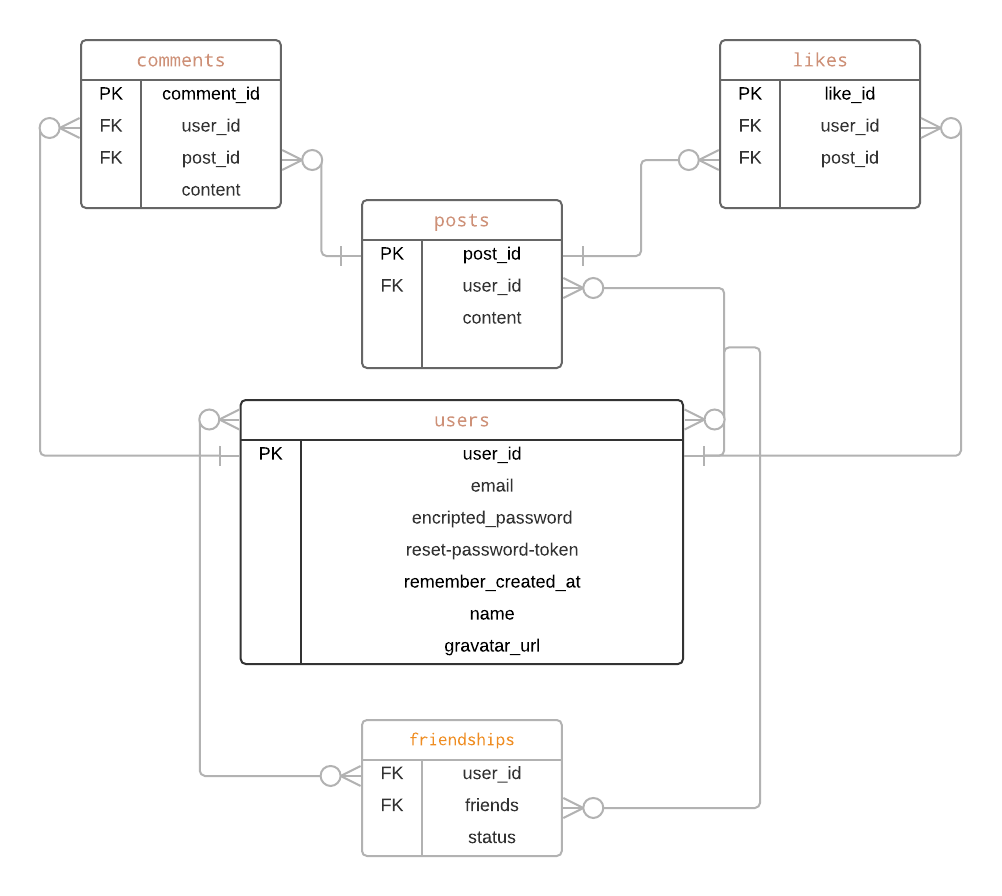 comments
PK comment_id
FK user_id
FK post_id
content
likes
PK like_id
FK user_id
FK post_id
posts
PK post_id
FK user_id
content
users
PK user_id
email
encripted_password
reset-password-token
remember_created_at
name
gravatar_url
friendships
FK user_id
FK friends
status